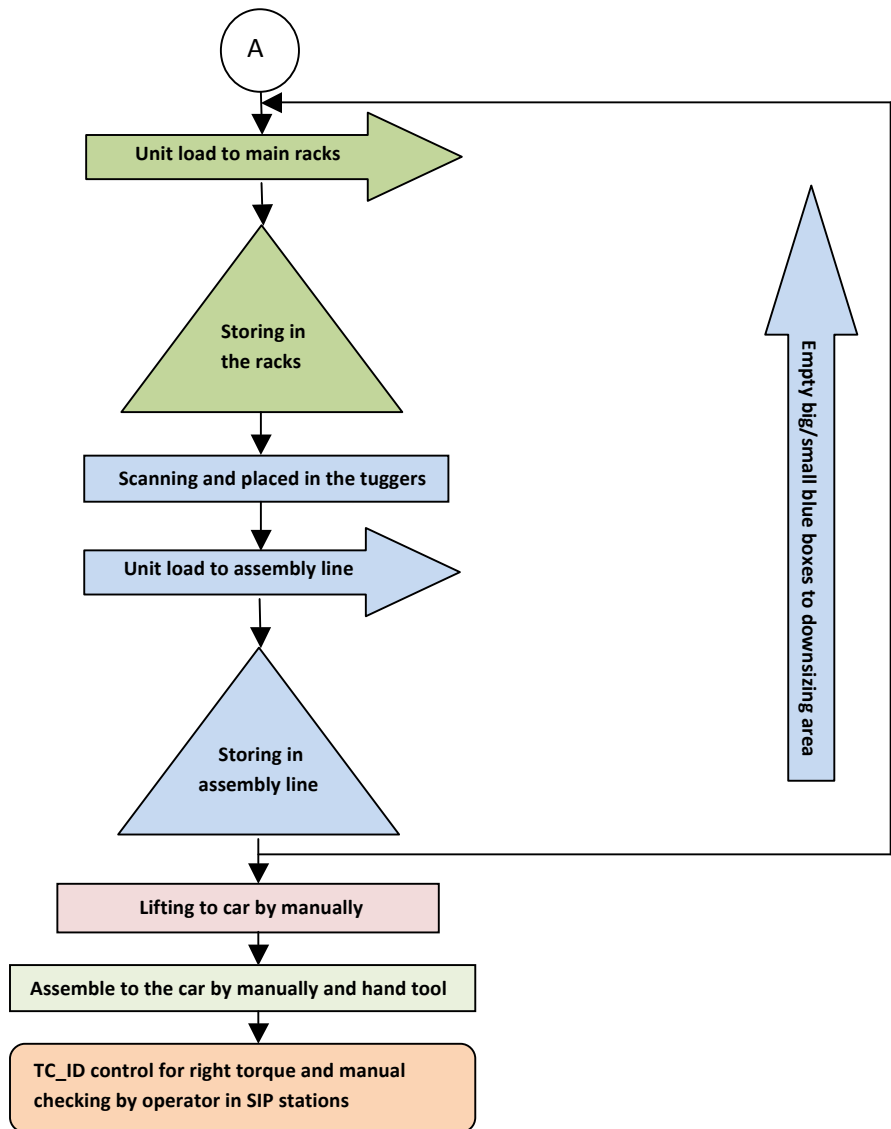 A
Unit load to main racks
Storing in
the racks
Scanning and placed in the tuggers
Unit load to assembly line
Empty big/small blue boxes to downsizing area
Storing in
assembly line
Lifting to car by manually
Assemble to the car by manually and hand tool
TC_ID control for right torque and manual
checking by operator in SIP stations